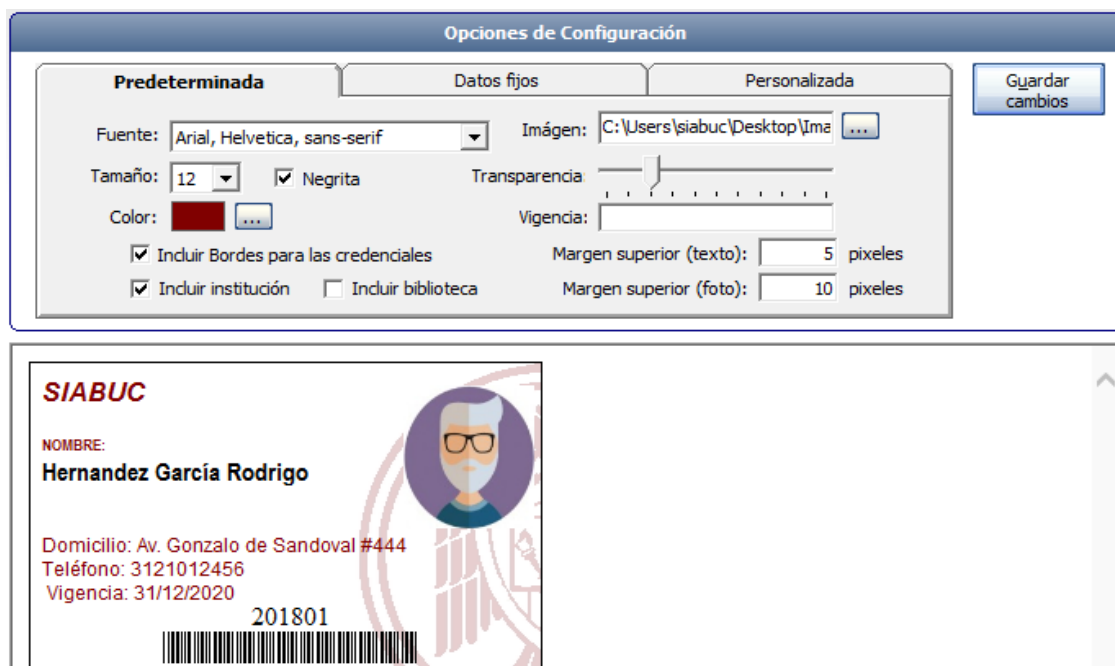 Opciones de Configuración
Predeterminada Datos fijos Personalizada
Guardar cambios
Fuente: Arial, Helvetica, sans-serif
Imágen: C:\Users\siabuc\Desktop\Ima ...
Tamaño: 12 Negrita
Transparencia:
Color: ...
Vigencia:
Incluir Bordes para las credenciales
Margen superior (texto): 5 pixeles
Incluir institución Incluir biblioteca
Margen superior (foto): 10 pixeles
SIABUC
NOMBRE:
Hernandez García Rodrigo
Domicilio: Av. Gonzalo de Sandoval #444
Teléfono: 3121012456
Vigencia: 31/12/2020
201801